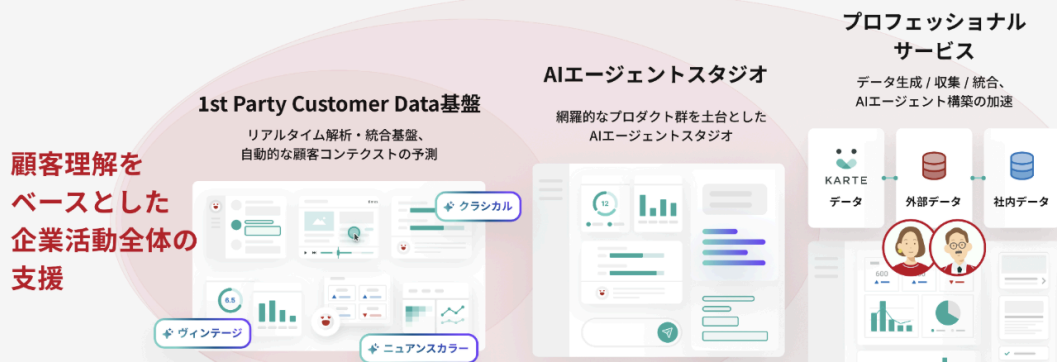 顧客理解を
ベースとした
企業活動全体の
支援
1st Party Customer Data基盤
リアルタイム解析・統合基盤、
自動的な顧客コンテクストの予測
クラシカル
6.5
ヴィンテージ
ニュアンスカラー
AIエージェントスタジオ
網羅的なプロダクト群を土台とした
AIエージェントスタジオ
12
プロフェッショナル
サービス
データ生成 / 収集 / 統合、
AIエージェント構築の加速
KARTE
データ
外部データ
社内データ
600